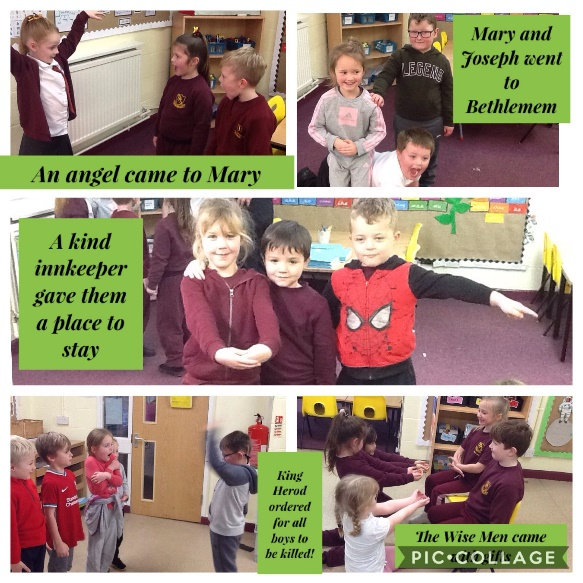 An angel came to Mary
LEGEND
Mary and
Joseph went
to
Bethlemem
A kind
innkeeper
gave them
a place to
stay
King
Herod
ordered
for all
boys to
be killed!
The Wise Men came
PIC•COLLAGE